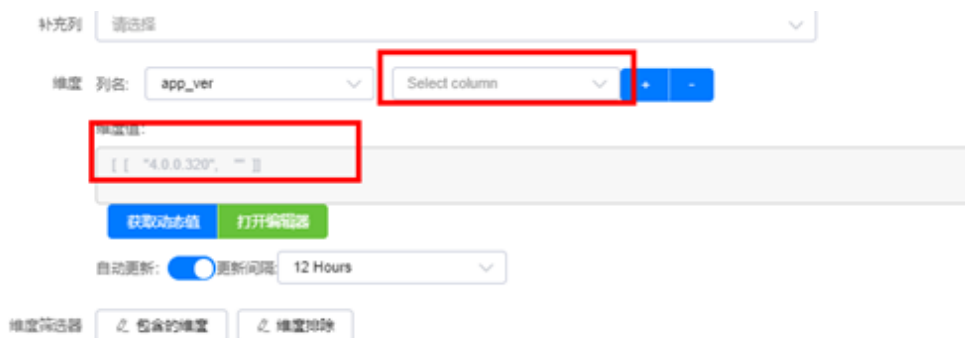 补充列 请选择
维度 列名: app_ver Select column + -
维度值:
[ [ "4.0.0.320", "" ]]
获取动态值 打开编辑器
自动更新: 更新间隔: 12 Hours
维度筛选器 包含的维度 维度排除